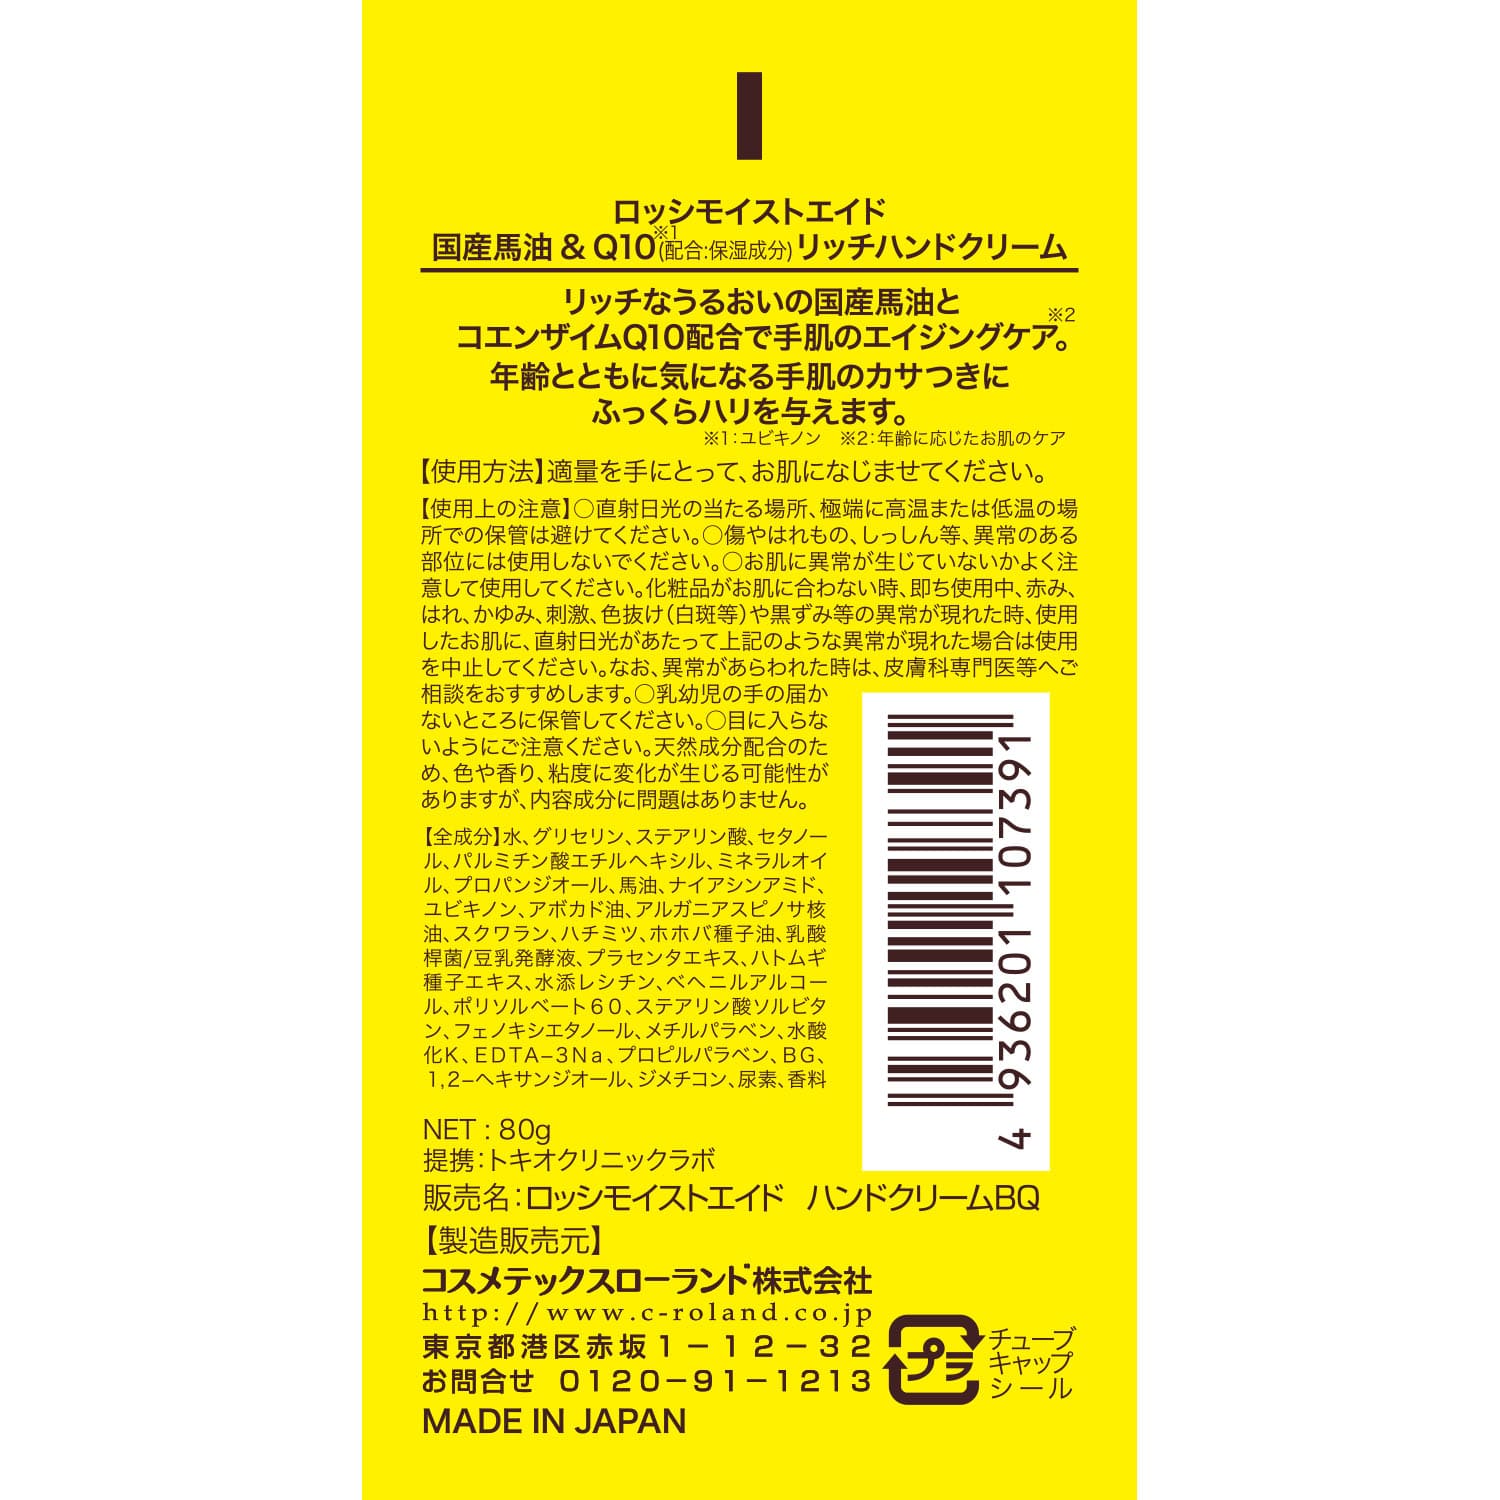 ロッシモイストエイド
国産馬油 & Q10※1(配合:保湿成分)リッチハンドクリーム
リッチなうるおいの国産馬油と
コエンザイムQ10配合で手肌のエイジングケア※2。
年齢とともに気になる手肌のカサつきに
ふっくらハリを与えます。
※1：ユビキノン　※2：年齢に応じたお肌のケア
【使用方法】適量を手にとって、お肌になじませてください。
【使用上の注意】○直射日光の当たる場所、極端に高温または低温の場
所での保管は避けてください。○傷やはれもの、しっしん等、異常のある
部位には使用しないでください。○お肌に異常が生じていないかよく注
意して使用してください。化粧品がお肌に合わない時、即ち使用中、赤み、
はれ、かゆみ、刺激、色抜け（白斑等）や黒ずみ等の異常が現れた時、使用
したお肌に、直射日光があたって上記のような異常が現れた場合は使用
を中止してください。なお、異常があらわれた時は、皮膚科専門医等へご
相談をおすすめします。○乳幼児の手の届か
ないところに保管してください。○目に入らな
いようにご注意ください。天然成分配合のた
め、色や香り、粘度に変化が生じる可能性が
ありますが、内容成分に問題はありません。
【全成分】水、グリセリン、ステアリン酸、セタノー
ル、パルミチン酸エチルヘキシル、ミネラルオイ
ル、プロパンジオール、馬油、ナイアシンアミド、
ユビキノン、アボカド油、アルガニアスピノサ核
油、スクワラン、ハチミツ、ホホバ種子油、乳酸
桿菌/豆乳発酵液、プラセンタエキス、ハトムギ
種子エキス、水添レシチン、ベヘニルアルコー
ル、ポリソルベート60、ステアリン酸ソルビタ
ン、フェノキシエタノール、メチルパラベン、水酸
化K、EDTA-3Na、プロピルパラベン、BG、
1,2-ヘキサンジオール、ジメチコン、尿素、香料
4 936201 107391
NET : 80g
提携：トキオクリニックラボ
販売名：ロッシモイストエイド ハンドクリームBQ
【製造販売元】
コスメテックスローランド株式会社
http://www.c-roland.co.jp
東京都港区赤坂1-12-32
お問合せ 0120-91-1213
MADE IN JAPAN
プラ
チューブ
キャップ
シール